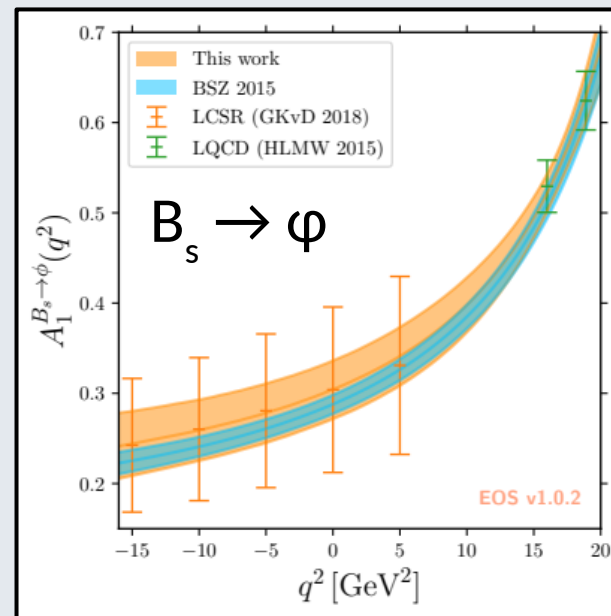 This work
BSZ 2015
LCSR (GKvD 2018)
LQCD (HLMW 2015)
B_s → φ
A_1^{B_s→ϕ}(q^2)
0.7
0.6
0.5
0.4
0.3
0.2
EOS v1.0.2
−15 −10 −5 0 5 10 15 20
q^2 [GeV^2]